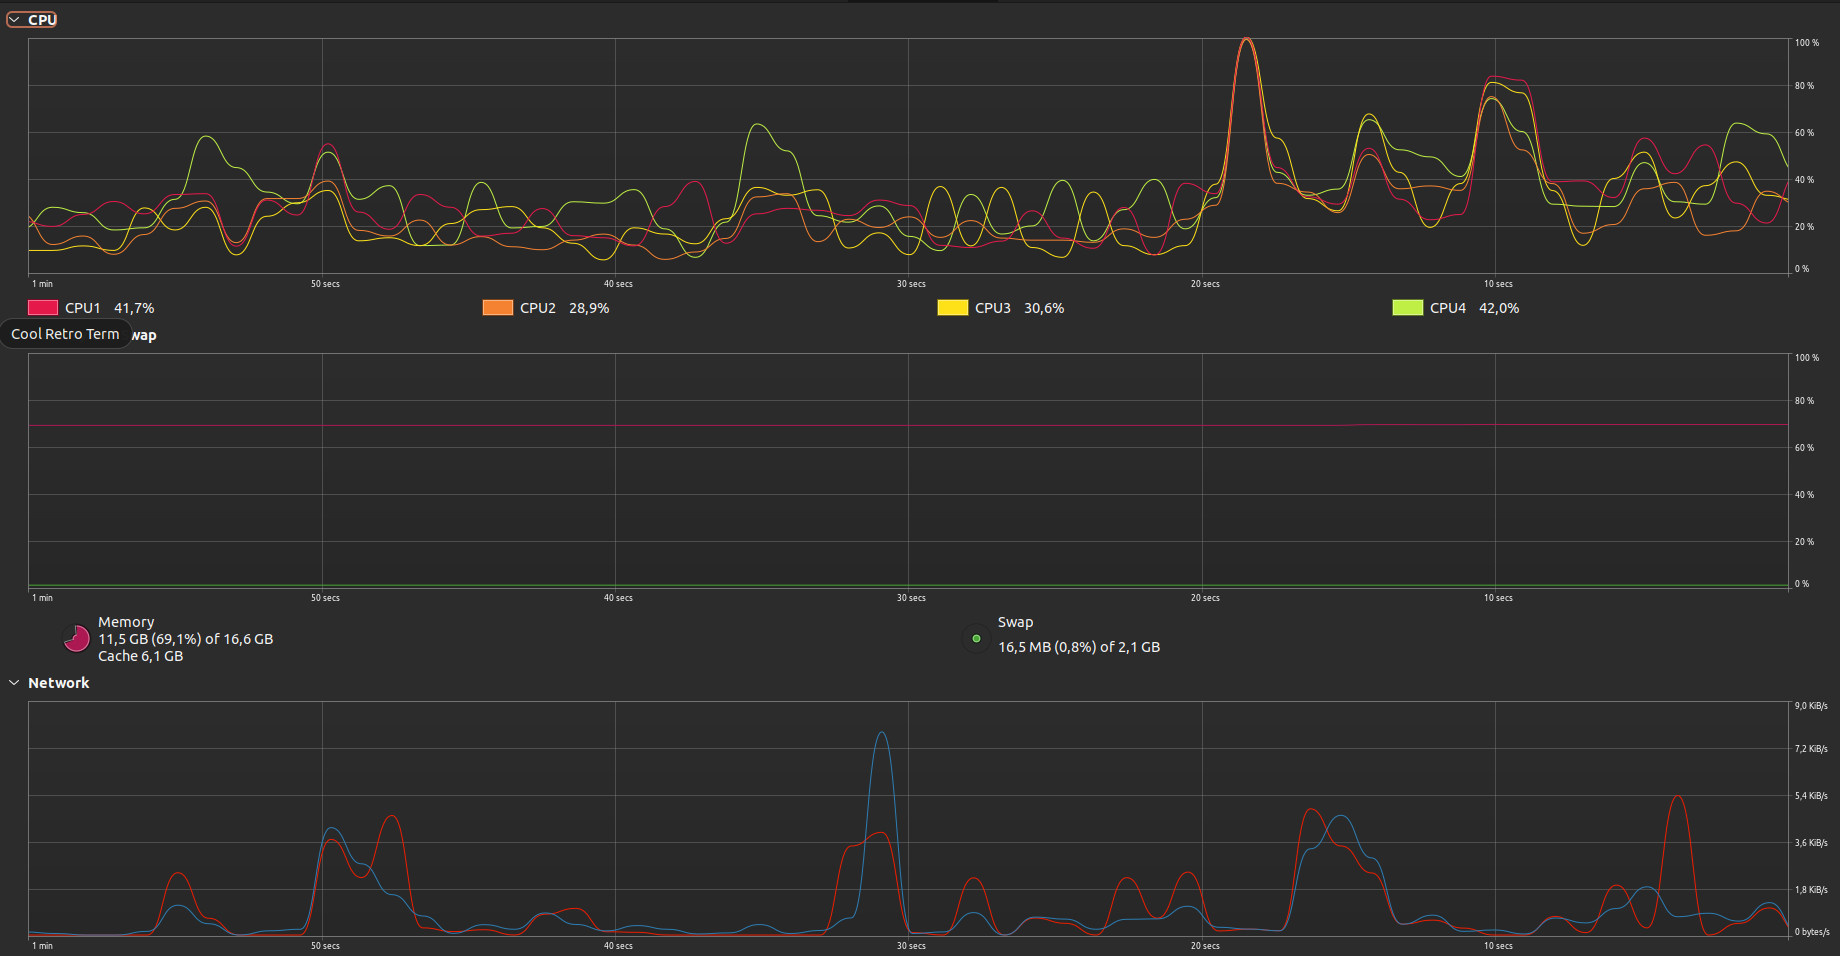 CPU
100 %
80 %
60 %
40 %
20 %
0 %
1 min 50 secs 40 secs 30 secs 20 secs 10 secs
CPU1 41,7% CPU2 28,9% CPU3 30,6% CPU4 42,0%
Cool Retro Term wap
100 %
80 %
60 %
40 %
20 %
0 %
1 min 50 secs 40 secs 30 secs 20 secs 10 secs
Memory
11,5 GB (69,1%) of 16,6 GB
Cache 6,1 GB
Swap
16,5 MB (0,8%) of 2,1 GB
Network
9,0 KiB/s
7,2 KiB/s
5,4 KiB/s
3,6 KiB/s
1,8 KiB/s
0 bytes/s
1 min 50 secs 40 secs 30 secs 20 secs 10 secs